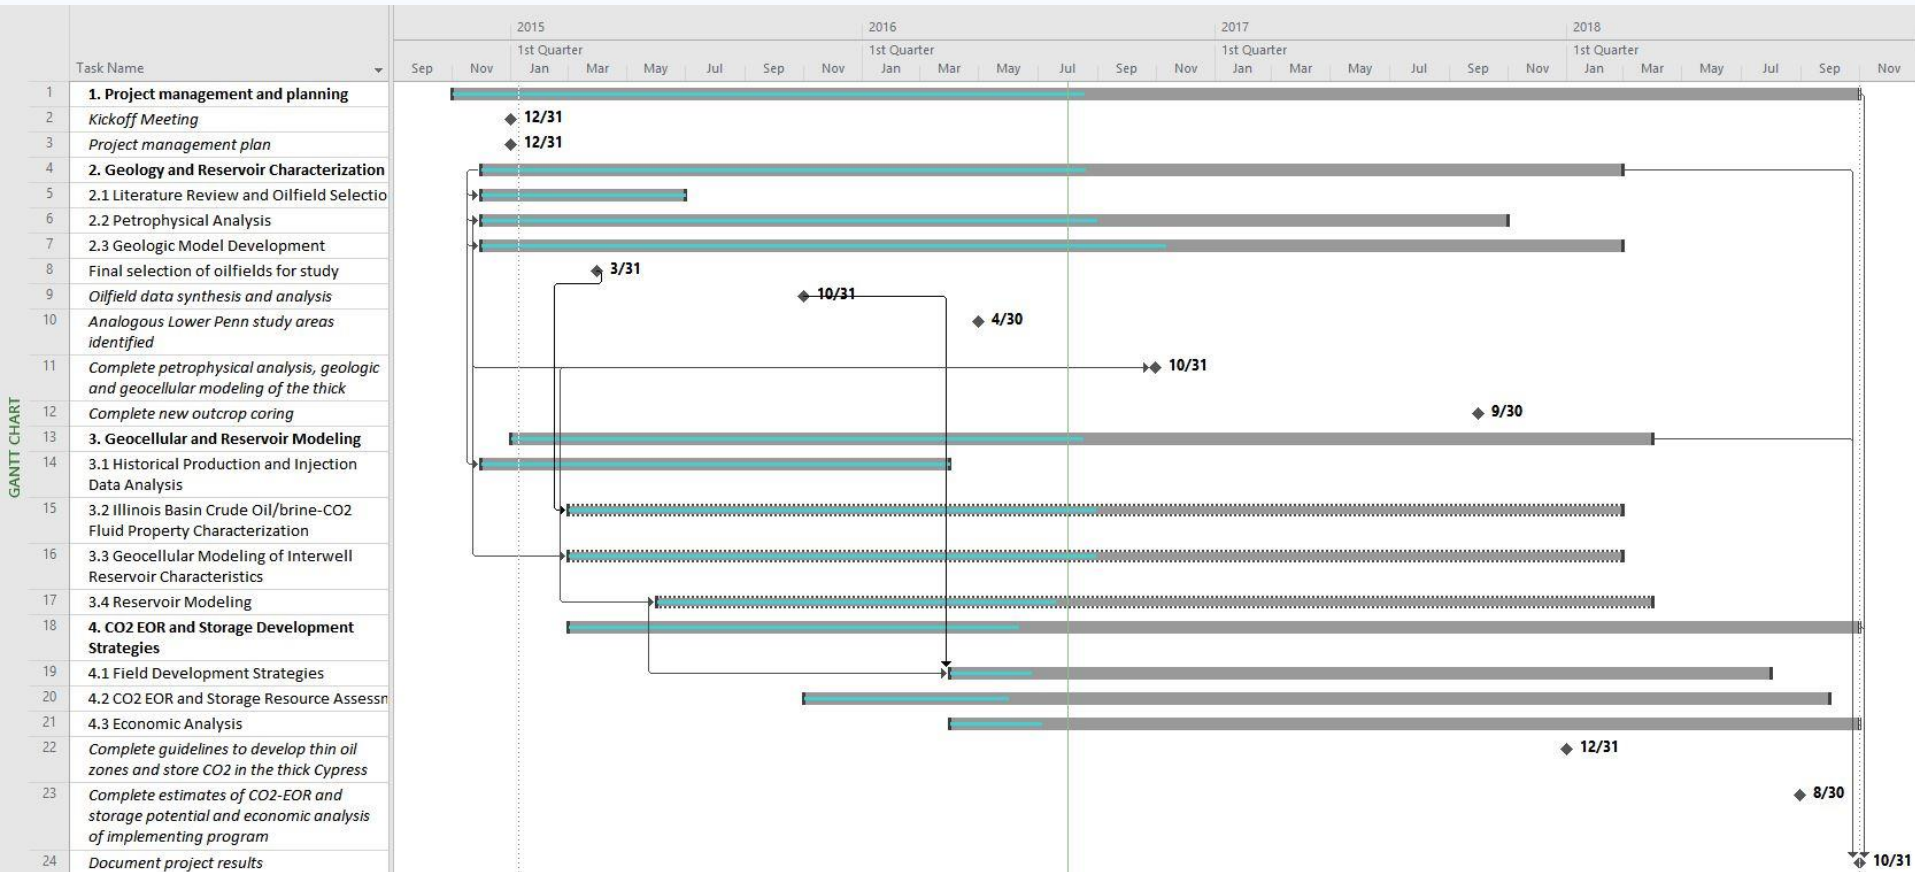 2015 2016 2017 2018
1st Quarter 1st Quarter 1st Quarter 1st Quarter
Task Name Sep Nov Jan Mar May Jul Sep Nov Jan Mar May Jul Sep Nov Jan Mar May Jul Sep Nov Jan Mar May Jul Sep Nov
1 1. Project management and planning
2 Kickoff Meeting 12/31
3 Project management plan 12/31
4 2. Geology and Reservoir Characterization
5 2.1 Literature Review and Oilfield Selectio
6 2.2 Petrophysical Analysis
7 2.3 Geologic Model Development
8 Final selection of oilfields for study 3/31
9 Oilfield data synthesis and analysis 10/31
10 Analogous Lower Penn study areas 4/30
identified
11 Complete petrophysical analysis, geologic 10/31
and geocellular modeling of the thick
12 Complete new outcrop coring 9/30
13 3. Geocellular and Reservoir Modeling
14 3.1 Historical Production and Injection
Data Analysis
15 3.2 Illinois Basin Crude Oil/brine-CO2
Fluid Property Characterization
16 3.3 Geocellular Modeling of Interwell
Reservoir Characteristics
17 3.4 Reservoir Modeling
18 4. CO2 EOR and Storage Development
Strategies
19 4.1 Field Development Strategies
20 4.2 CO2 EOR and Storage Resource Assessn
21 4.3 Economic Analysis
22 Complete guidelines to develop thin oil 12/31
zones and store CO2 in the thick Cypress
23 Complete estimates of CO2-EOR and 8/30
storage potential and economic analysis
of implementing program
24 Document project results 10/31
GANTT CHART